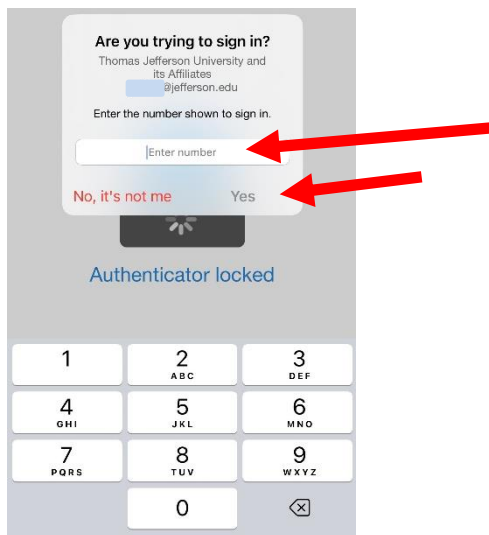 Are you trying to sign in?
Thomas Jefferson University and
its Affiliates
@jefferson.edu
Enter the number shown to sign in.
Enter number
No, it's not me Yes
Authenticator locked
1 2 3
ABC DEF
4 5 6
GHI JKL MNO
7 8 9
PQRS TUV WXYZ
0